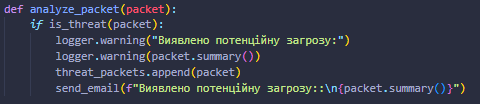 def analyze_packet(packet):
    if is_threat(packet):
        logger.warning("Виявлено потенційну загрозу:")
        logger.warning(packet.summary())
        threat_packets.append(packet)
        send_email(f"Виявлено потенційну загрозу::\n{packet.summary()}")